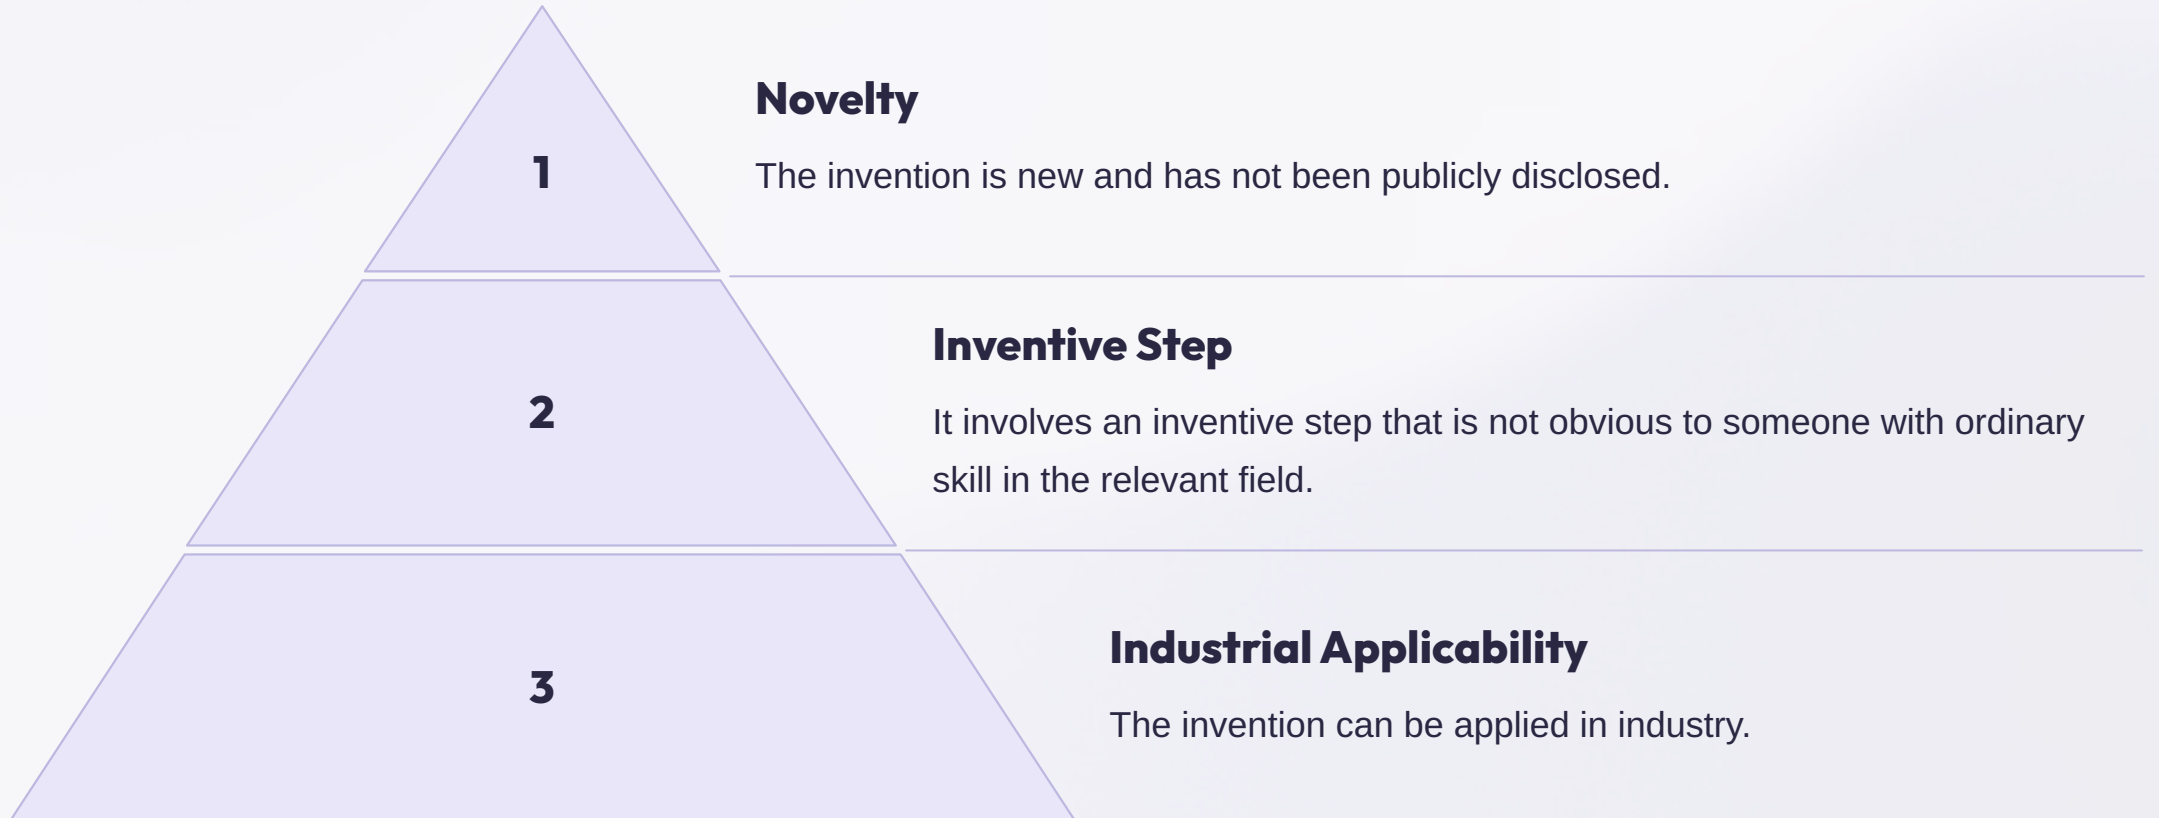 Novelty
1
The invention is new and has not been publicly disclosed.
Inventive Step
2
It involves an inventive step that is not obvious to someone with ordinary
skill in the relevant field.
Industrial Applicability
3
The invention can be applied in industry.